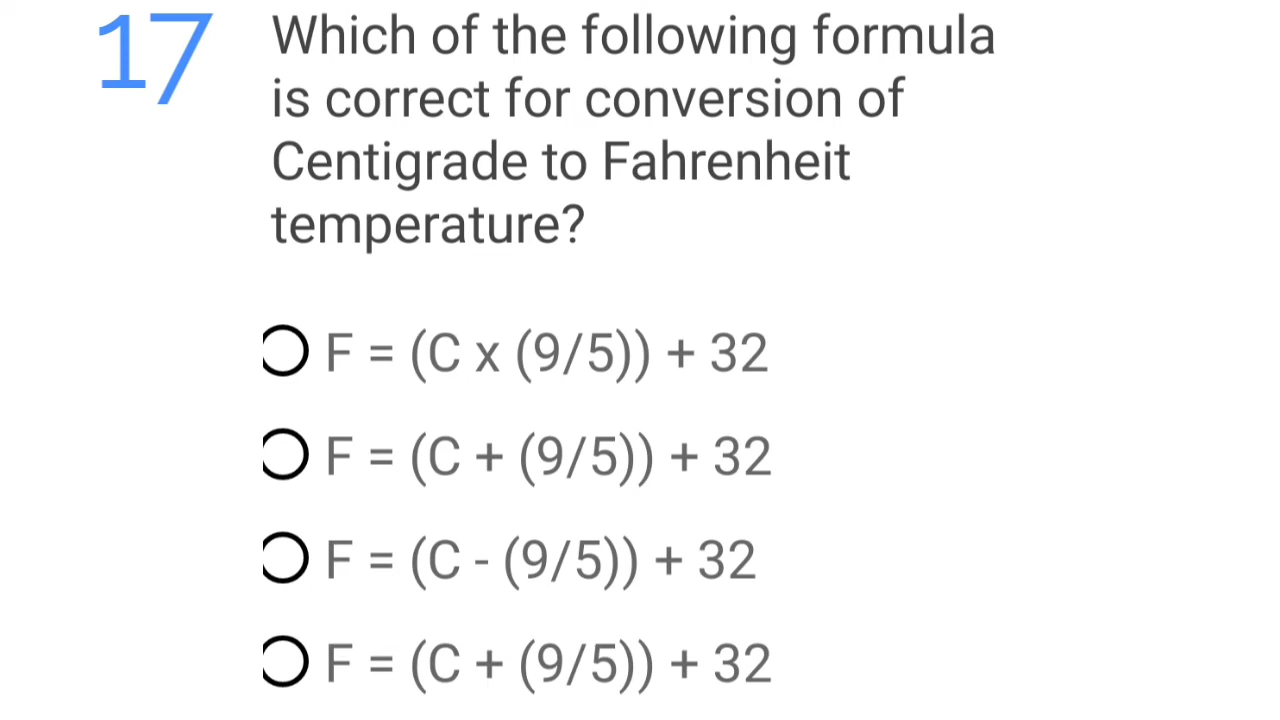 17
Which of the following formula
is correct for conversion of
Centigrade to Fahrenheit
temperature?
F = (C x (9/5)) + 32
F = (C + (9/5)) + 32
F = (C - (9/5)) + 32
F = (C + (9/5)) + 32